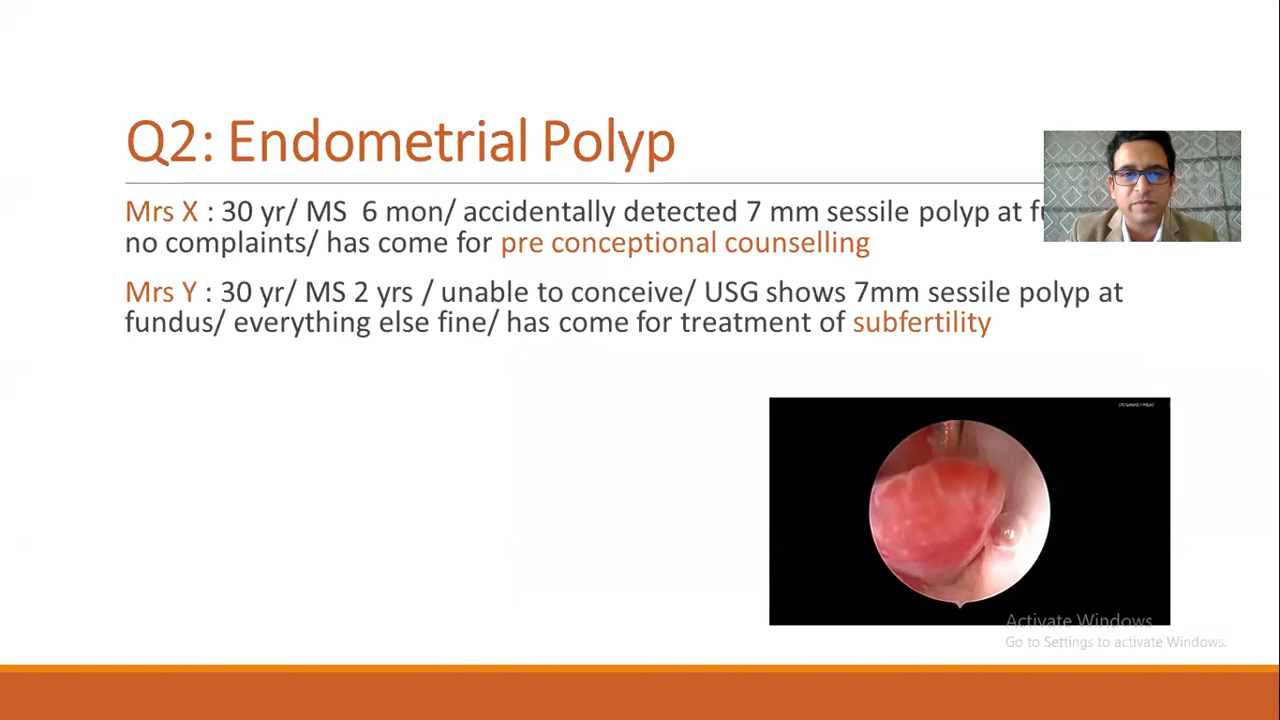 Q2: Endometrial Polyp
Mrs X : 30 yr/ MS 6 mon/ accidentally detected 7 mm sessile polyp at
no complaints/ has come for pre conceptional counselling
Mrs Y : 30 yr/ MS 2 yrs / unable to conceive/ USG shows 7mm sessile polyp at
fundus/ everything else fine/ has come for treatment of subfertility
Activate Windows
Go to Settings to activate Windows.